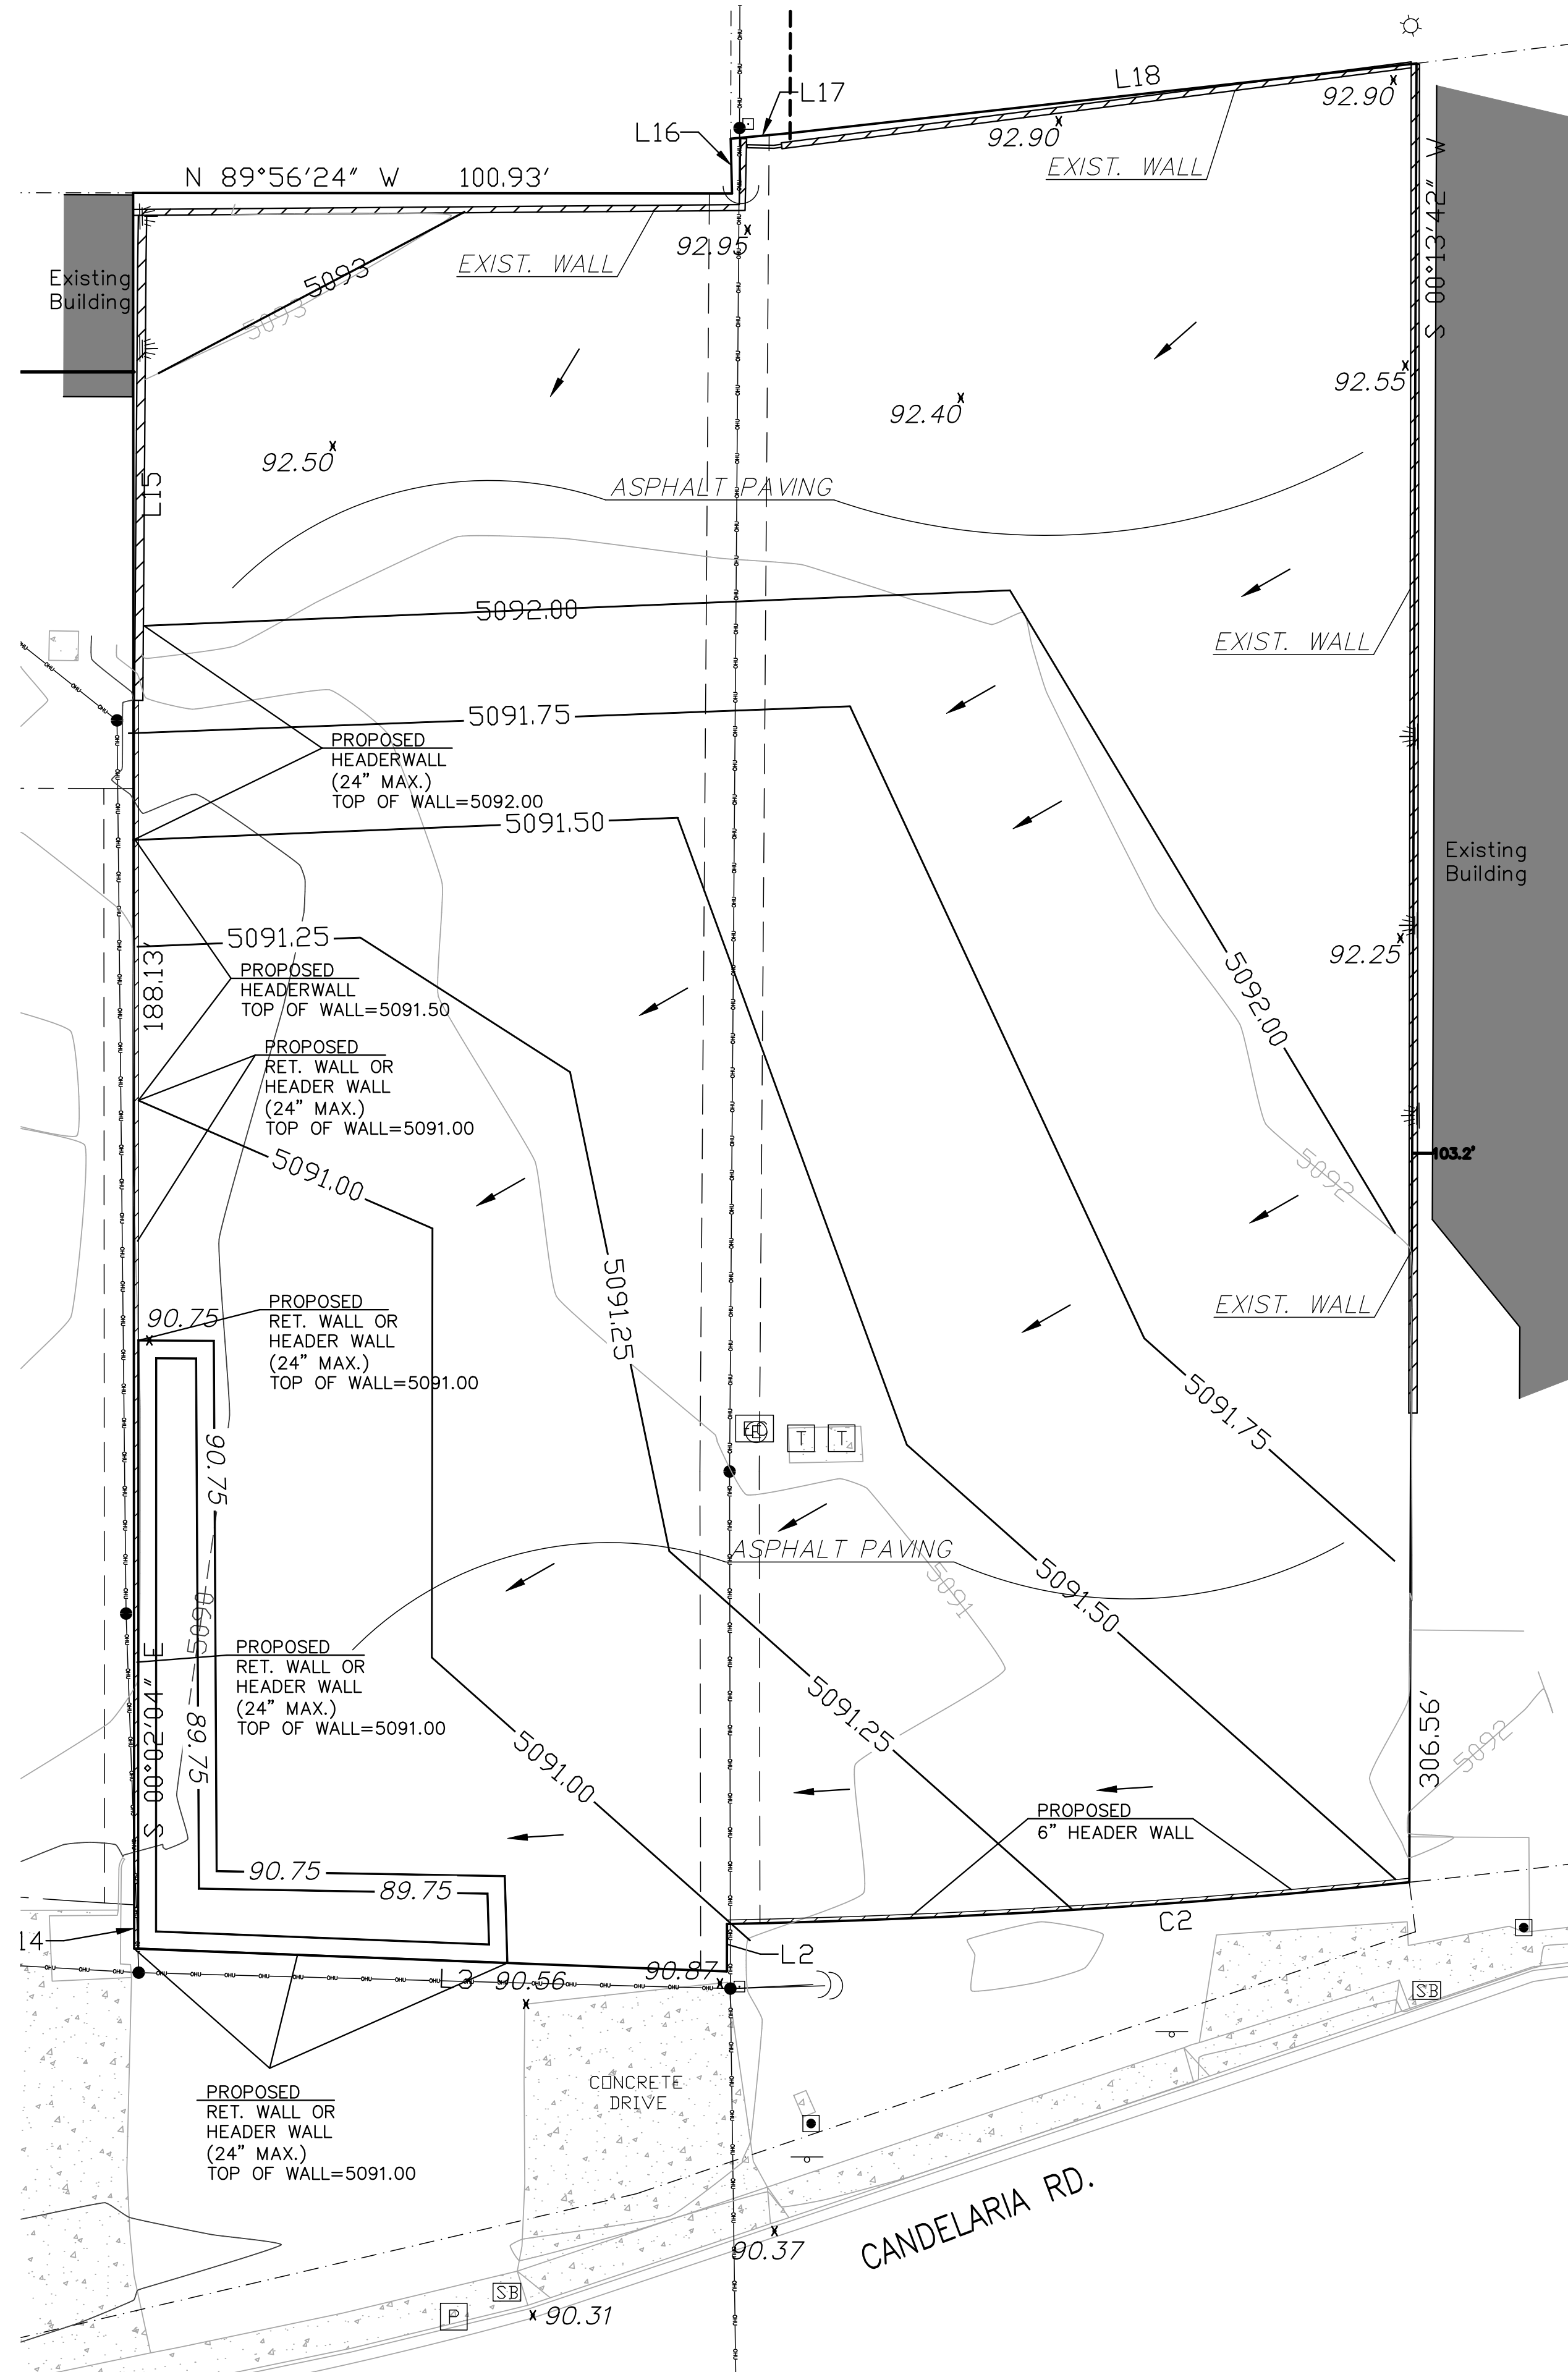 L18
L17
92.90
L16
92.90
N 89°56'24" W 100.93'
EXIST. WALL
S 00°13'42" W
92.95
EXIST. WALL
Existing
Building
5093
5093
92.55
92.40
92.50
L15
ASPHALT PAVING
5092.00
EXIST. WALL
5091.75
PROPOSED
HEADERWALL
(24" MAX.)
TOP OF WALL=5092.00
5091.50
Existing
Building
5091.25
92.25
PROPOSED
HEADERWALL
TOP OF WALL=5091.50
188.13'
5092.00
PROPOSED
RET. WALL OR
HEADER WALL
(24" MAX.)
TOP OF WALL=5091.00
5091.00
103.2'
5092
5091.25
EXIST. WALL
90.75
PROPOSED
RET. WALL OR
HEADER WALL
(24" MAX.)
TOP OF WALL=5091.00
5091.75
T T
90.75
ASPHALT PAVING
5091
5091.50
5090
PROPOSED
RET. WALL OR
HEADER WALL
(24" MAX.)
TOP OF WALL=5091.00
S 00°02'04" E
89.75
5091.25
5091.00
306.56'
5092
PROPOSED
6" HEADER WALL
90.75
89.75
C2
14
L2
L3
90.56
90.87
SB
CONCRETE
DRIVE
PROPOSED
RET. WALL OR
HEADER WALL
(24" MAX.)
TOP OF WALL=5091.00
CANDELARIA RD.
90.37
SB
P
90.31